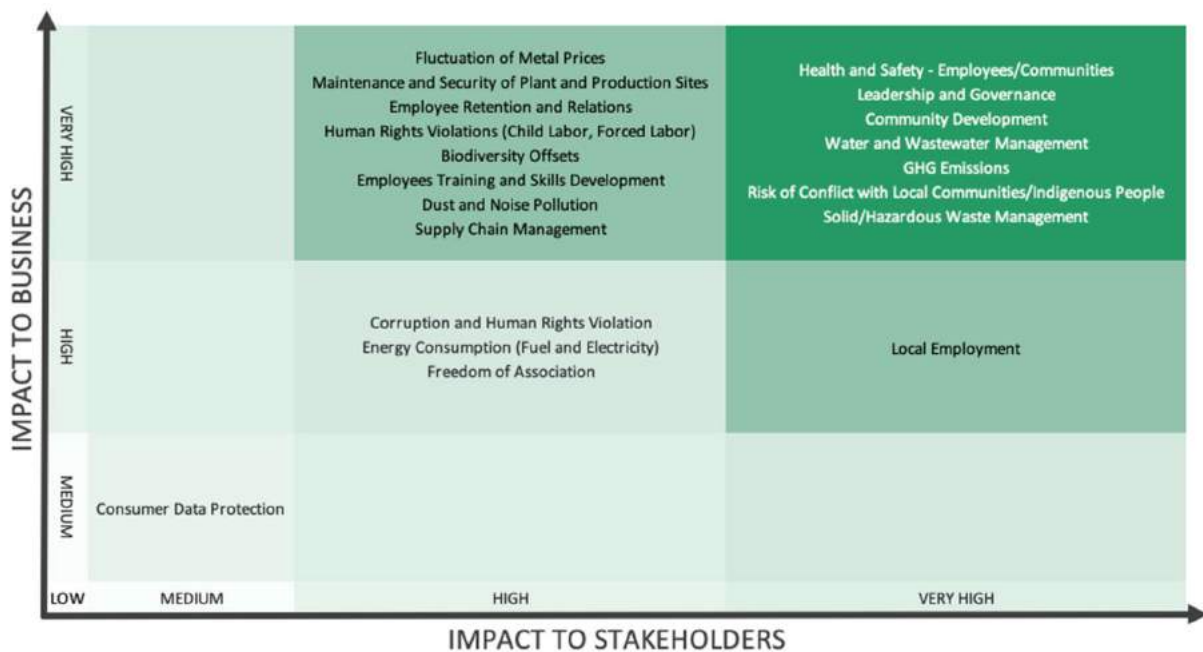 IMPACT TO BUSINESS
VERY HIGH
Fluctuation of Metal Prices
Maintenance and Security of Plant and Production Sites
Employee Retention and Relations
Human Rights Violations (Child Labor, Forced Labor)
Biodiversity Offsets
Employees Training and Skills Development
Dust and Noise Pollution
Supply Chain Management
Health and Safety - Employees/Communities
Leadership and Governance
Community Development
Water and Wastewater Management
GHG Emissions
Risk of Conflict with Local Communities/Indigenous People
Solid/Hazardous Waste Management
HIGH
Corruption and Human Rights Violation
Energy Consumption (Fuel and Electricity)
Freedom of Association
Local Employment
MEDIUM
Consumer Data Protection
LOW
MEDIUM
HIGH
VERY HIGH
IMPACT TO STAKEHOLDERS